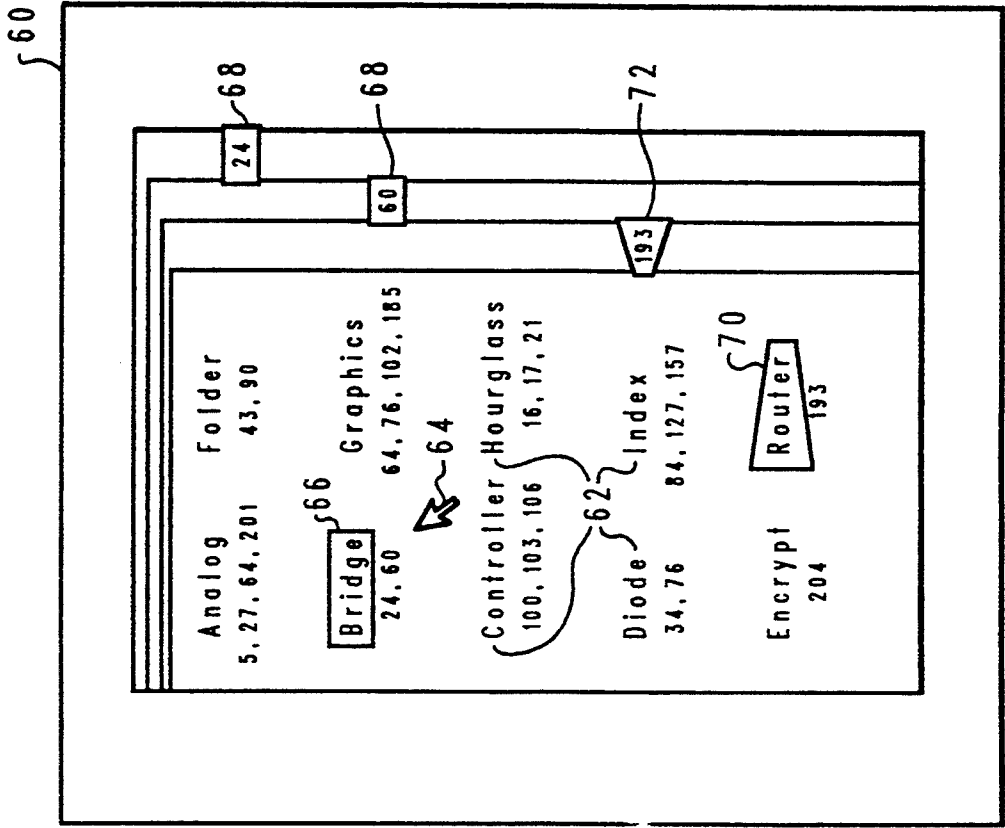 60
Analog Folder
5, 27, 64, 201 43, 90
68
24
66
Bridge Graphics
24, 60 64, 76, 102, 185
68
60
64
Controller Hourglass
100, 103, 106 16, 17, 21
62
Diode Index
34, 76 84, 127, 157
72
193
70
Encrypt Router
204 193